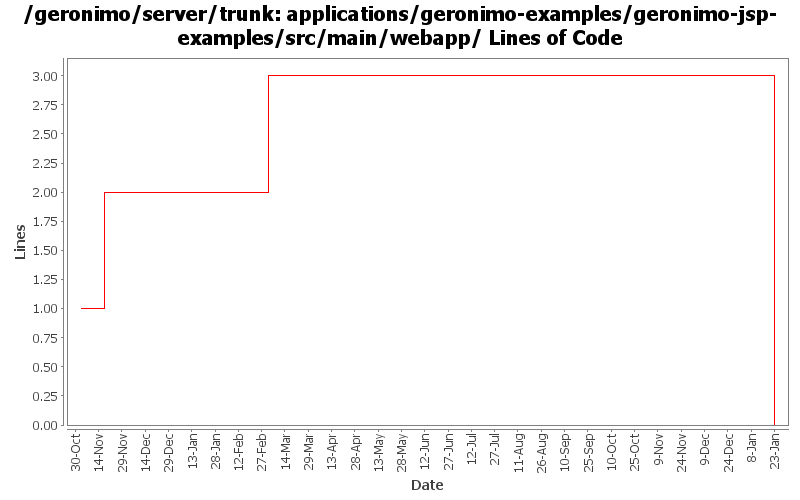 /geronimo/server/trunk: applications/geronimo-examples/geronimo-jsp-
examples/src/main/webapp/ Lines of Code
3.00
2.75
2.50
2.25
2.00
1.75
1.50
1.25
1.00
0.75
0.50
0.25
0.00
Lines
30-Oct
14-Nov
29-Nov
14-Dec
29-Dec
13-Jan
28-Jan
12-Feb
27-Feb
14-Mar
29-Mar
13-Apr
28-Apr
13-May
28-May
12-Jun
27-Jun
12-Jul
27-Jul
11-Aug
26-Aug
10-Sep
25-Sep
10-Oct
25-Oct
9-Nov
24-Nov
9-Dec
24-Dec
8-Jan
23-Jan
Date